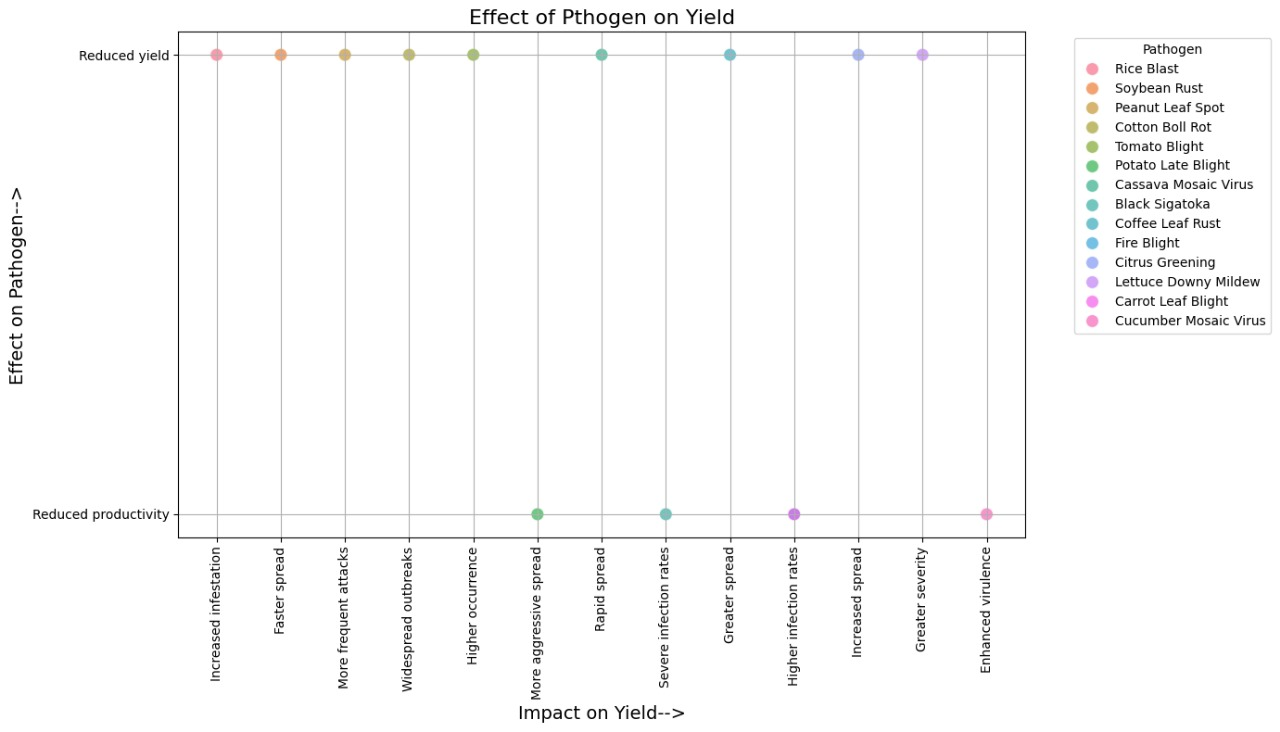 Effect of Pthogen on Yield
Effect on Pathogen-->
Reduced yield
Reduced productivity
Increased infestation
Faster spread
More frequent attacks
Widespread outbreaks
Higher occurrence
More aggressive spread
Rapid spread
Severe infection rates
Greater spread
Higher infection rates
Increased spread
Greater severity
Enhanced virulence
Impact on Yield-->
Pathogen
Rice Blast
Soybean Rust
Peanut Leaf Spot
Cotton Boll Rot
Tomato Blight
Potato Late Blight
Cassava Mosaic Virus
Black Sigatoka
Coffee Leaf Rust
Fire Blight
Citrus Greening
Lettuce Downy Mildew
Carrot Leaf Blight
Cucumber Mosaic Virus